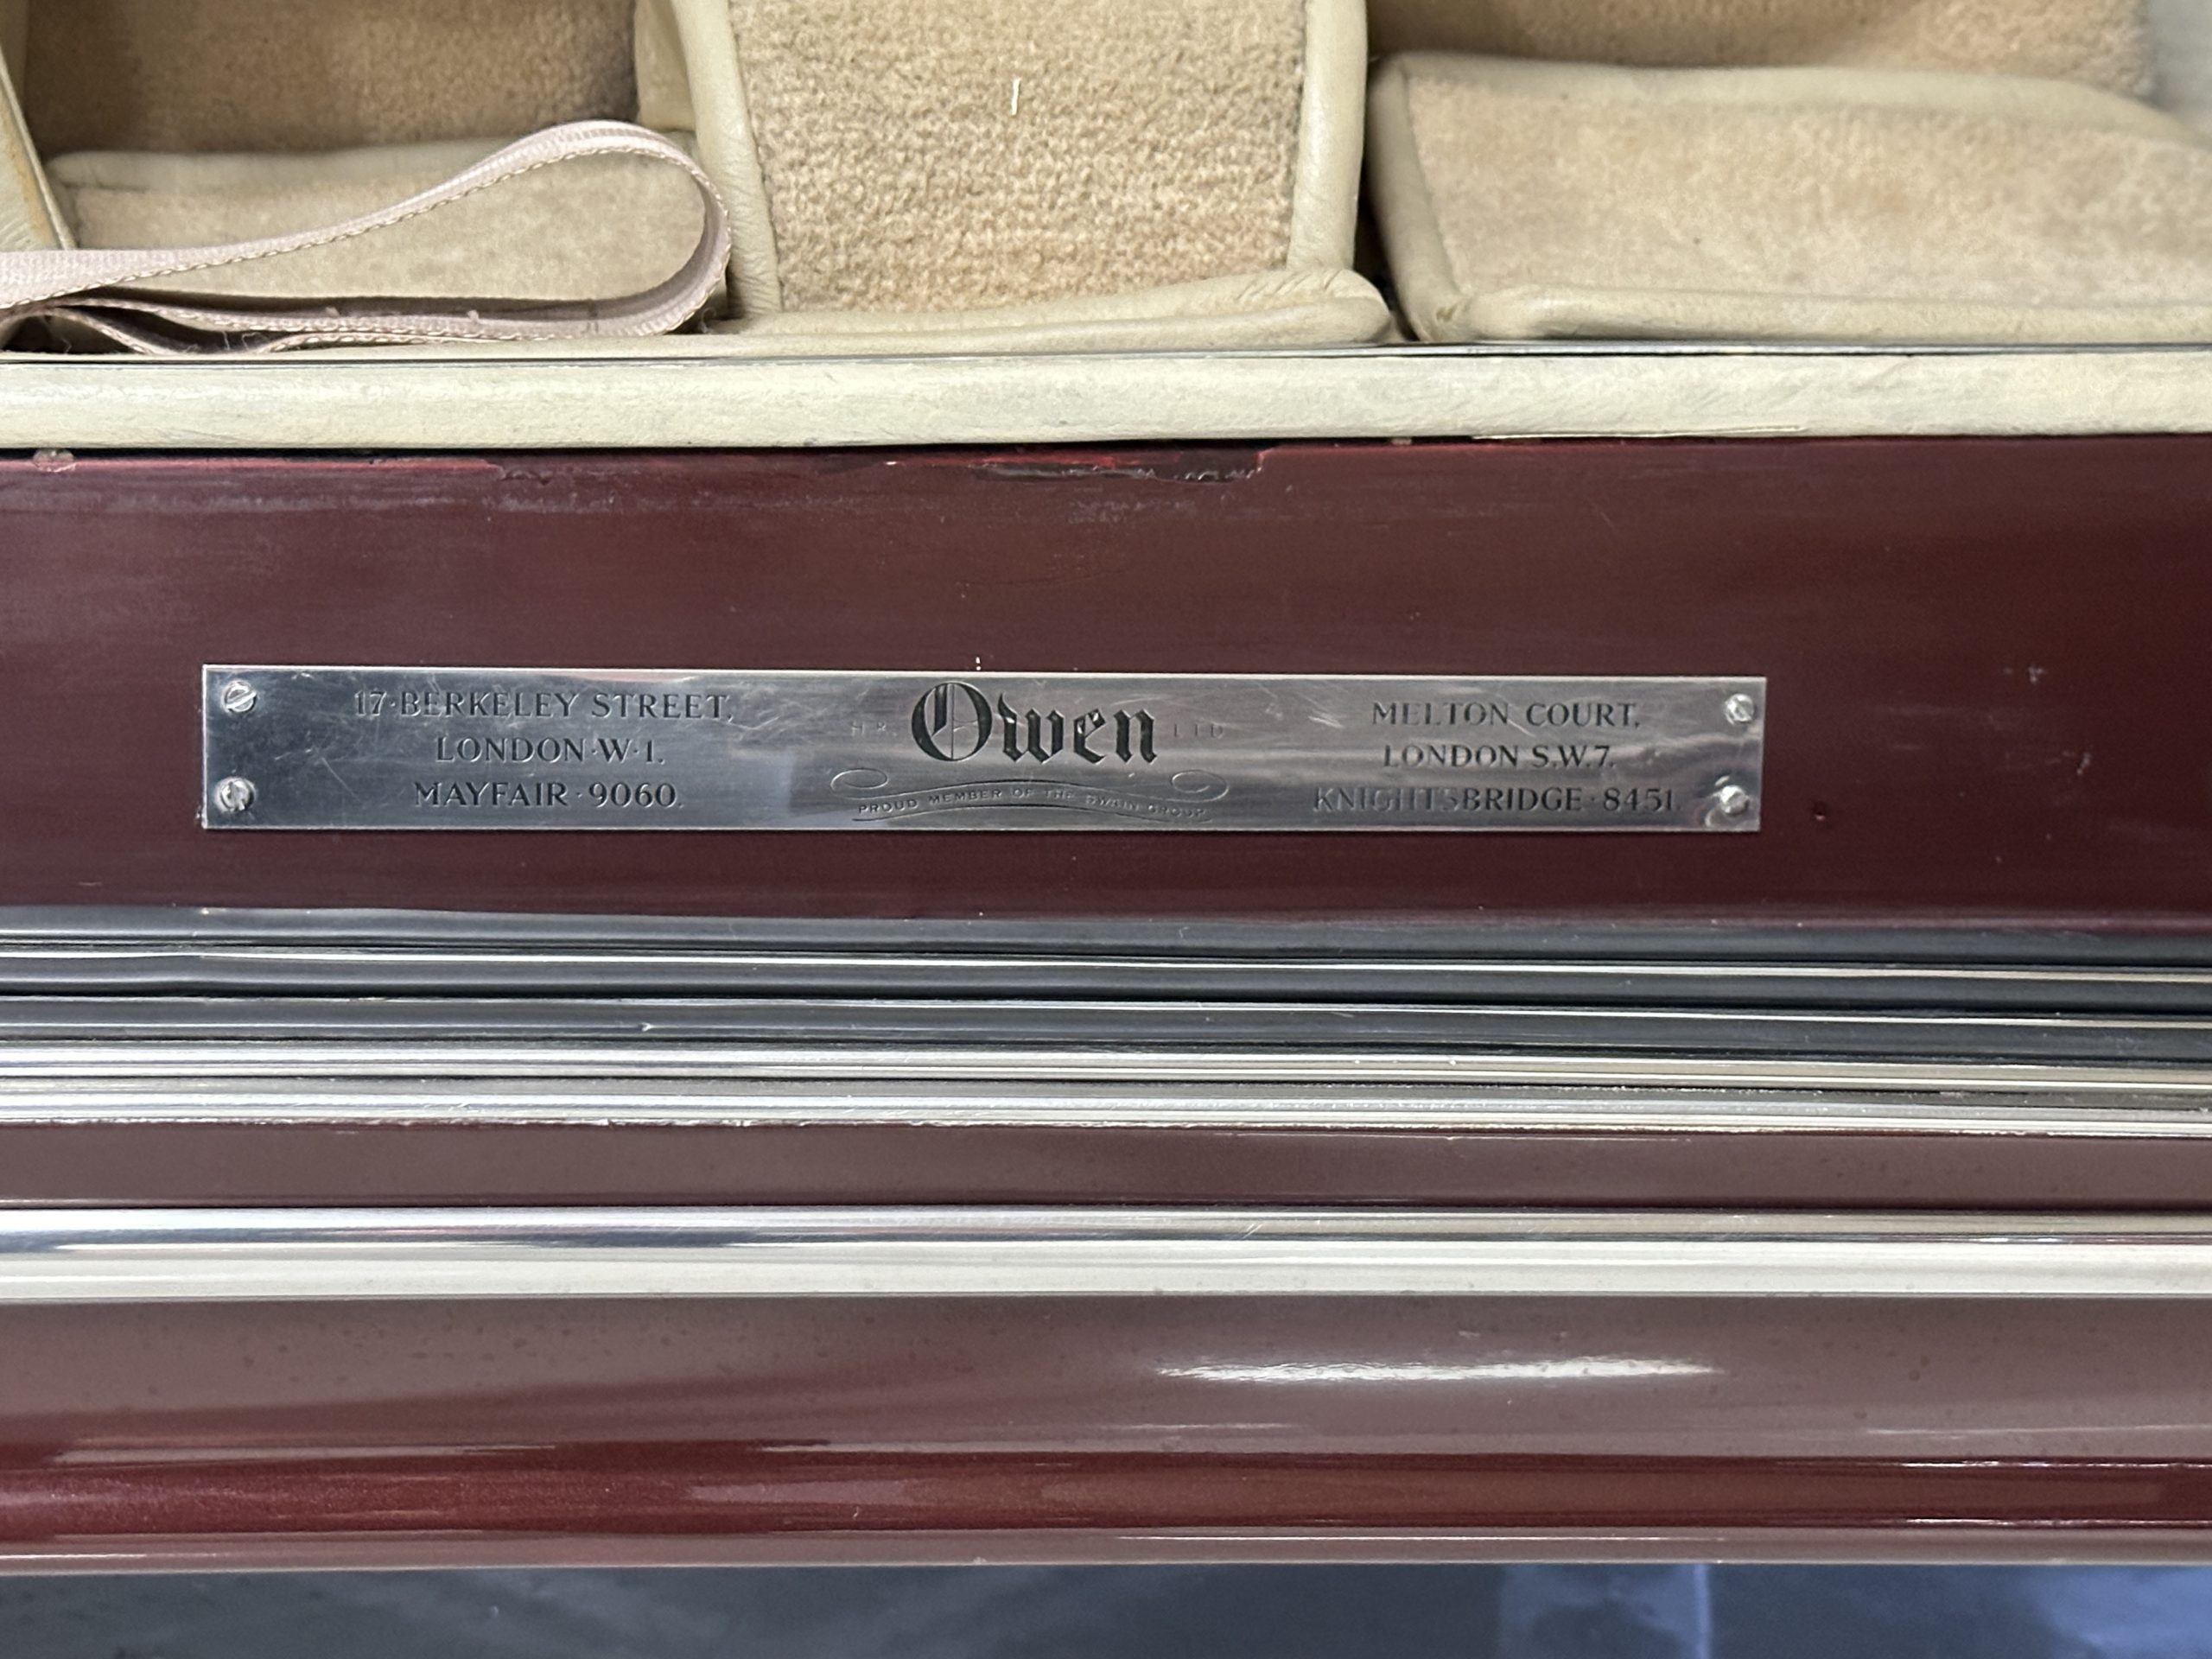 17·BERKELEY STREET,
LONDON·W·1.
MAYFAIR·9060.
H.R. Owen LTD
PROUD MEMBER OF THE SWAIN GROUP
MELTON COURT,
LONDON S.W.7.
KNIGHTSBRIDGE·8451.